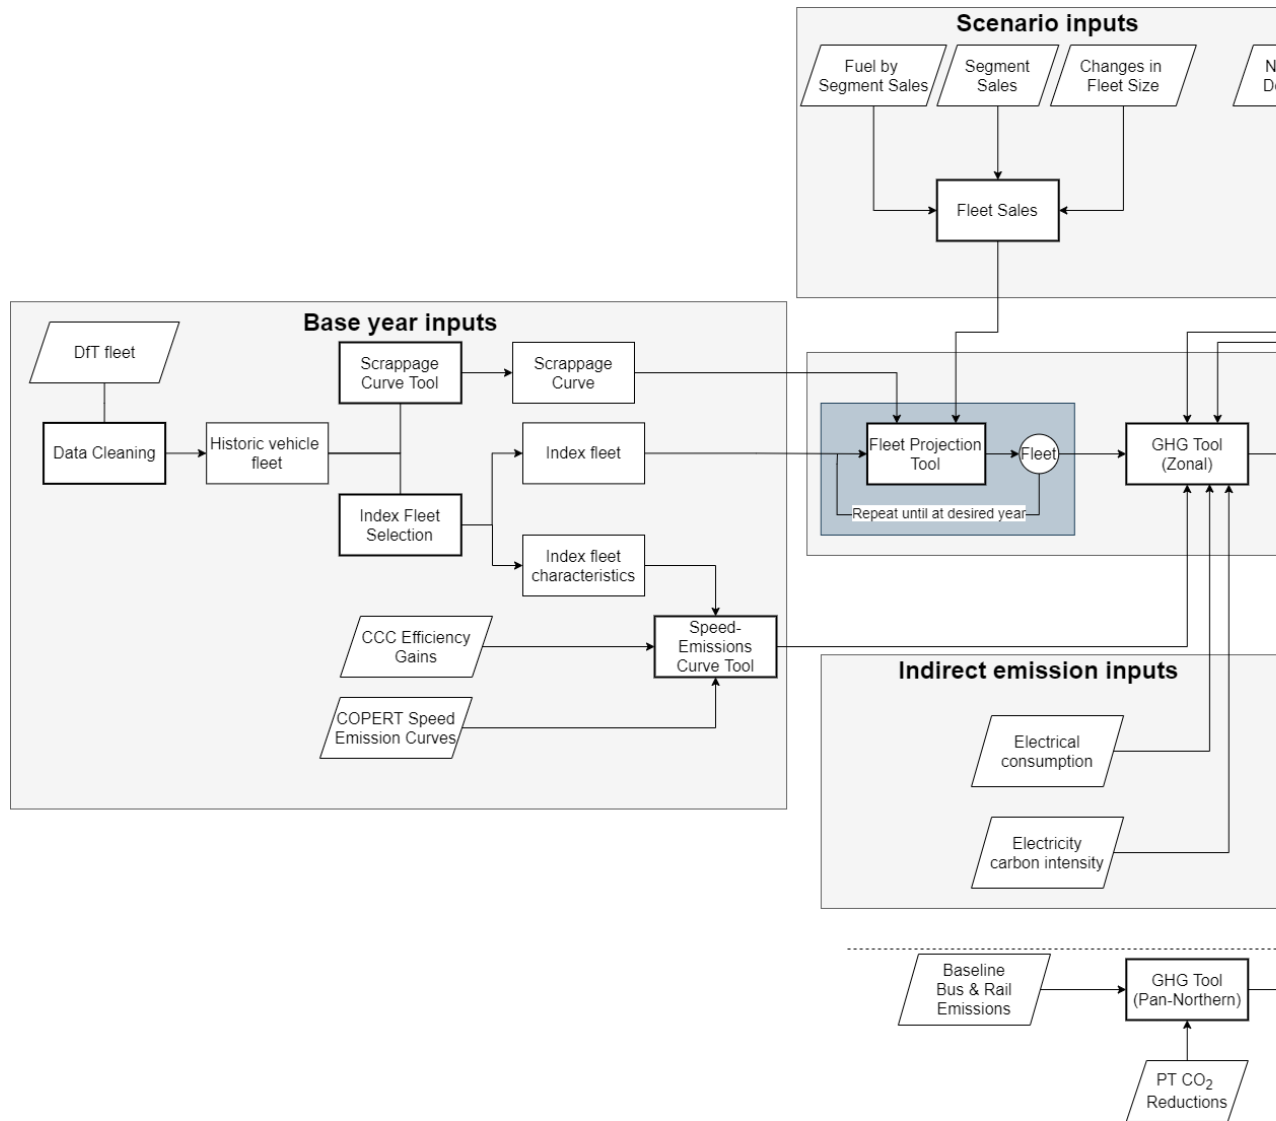 Scenario inputs
Fuel by
Segment Sales
Segment
Sales
Changes in
Fleet Size
Fleet Sales
Base year inputs
DfT fleet
Scrappage
Curve Tool
Scrappage
Curve
Data Cleaning
Historic vehicle
fleet
Index fleet
Fleet Projection
Tool
Fleet
GHG Tool
(Zonal)
Repeat until at desired year
Index Fleet
Selection
Index fleet
characteristics
CCC Efficiency
Gains
Speed-
Emissions
Curve Tool
COPERT Speed
Emission Curves
Indirect emission inputs
Electrical
consumption
Electricity
carbon intensity
Baseline
Bus & Rail
Emissions
GHG Tool
(Pan-Northern)
PT CO₂
Reductions